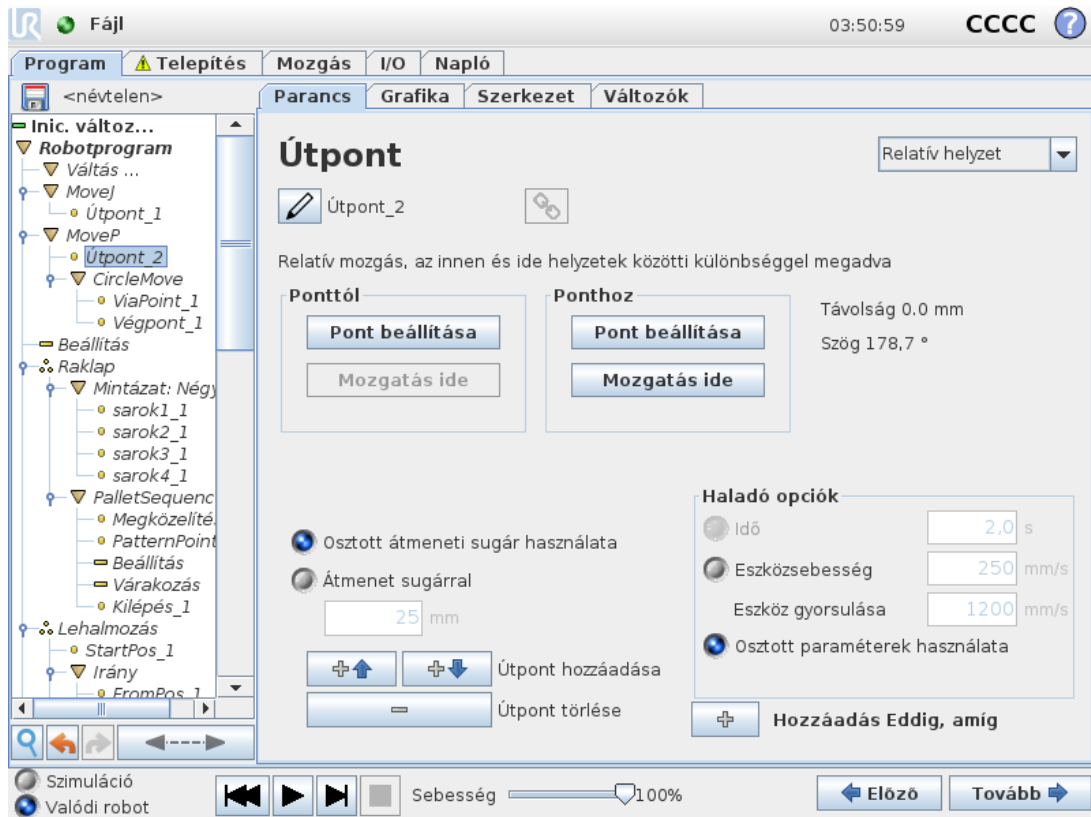 UR Fájl 03:50:59 CCCC ?
Program Telepítés Mozgás I/O Napló
<névtelen>
Parancs Grafika Szerkezet Változók
Inic. változ...
Robotprogram
Váltás ...
MoveJ
Útpont_1
MoveP
Útpont_2
CircleMove
ViaPoint_1
Végpont_1
Beállítás
Raklap
Mintázat: Négy
sarok1_1
sarok2_1
sarok3_1
sarok4_1
PalletSequenc
Megközelíté
PatternPoint
Beállítás
Várakozás
Kilépés_1
Lehalmozás
StartPos_1
Irány
FromPos_1
Útpont
Relatív helyzet
Útpont_2
Relatív mozgás, az innen és ide helyzetek közötti különbséggel megadva
Ponttól
Pont beállítása
Mozgatás ide
Ponthoz
Pont beállítása
Mozgatás ide
Távolság 0.0 mm
Szög 178,7 °
Osztott átmeneti sugár használata
Átmenet sugárral
25 mm
Útpont hozzáadása
Útpont törlése
Haladó opciók
Idő 2,0 s
Eszközsebesség 250 mm/s
Eszköz gyorsulása 1200 mm/s
Osztott paraméterek használata
Hozzáadás Eddig, amíg
Szimuláció
Valódi robot
Sebesség 100%
Előző
Tovább